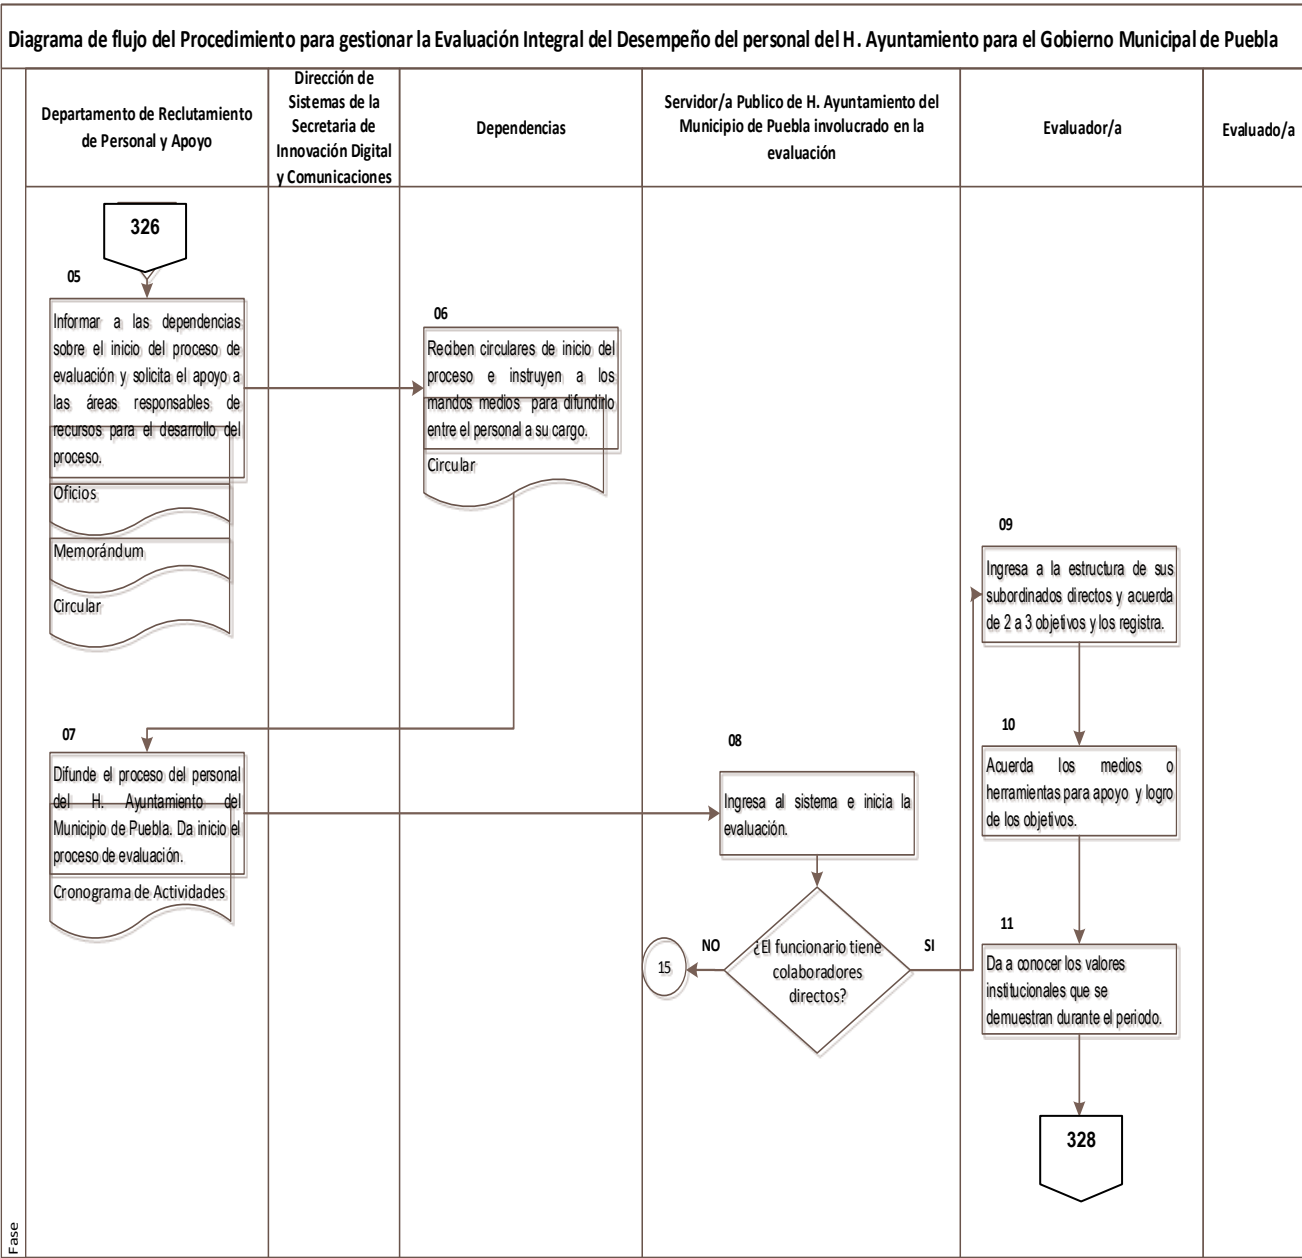 Diagrama de flujo del Procedimiento para gestionar la Evaluación Integral del Desempeño del personal del H. Ayuntamiento para el Gobierno Municipal de Puebla
Departamento de Reclutamiento
de Personal y Apoyo
Dirección de
Sistemas de la
Secretaria de
Innovación Digital
y Comunicaciones
Dependencias
Servidor/a Publico de H. Ayuntamiento del
Municipio de Puebla involucrado en la
evaluación
Evaluador/a
Evaluado/a
326
05
Informar a las dependencias
sobre el inicio del proceso de
evaluación y solicita el apoyo a
las áreas responsables de
recursos para el desarrollo del
proceso.
Oficios
Memorándum
Circular
06
Reciben circulares de inicio del
proceso e instruyen a los
mandos medios para difundirlo
entre el personal a su cargo.
Circular
07
Difunde el proceso del personal
del H. Ayuntamiento del
Municipio de Puebla. Da inicio el
proceso de evaluación.
Cronograma de Actividades
08
Ingresa al sistema e inicia la
evaluación.
¿El funcionario tiene
colaboradores
directos?
NO
SI
15
09
Ingresa a la estructura de sus
subordinados directos y acuerda
de 2 a 3 objetivos y los registra.
10
Acuerda los medios o
herramientas para apoyo y logro
de los objetivos.
11
Da a conocer los valores
institucionales que se
demuestran durante el periodo.
328
Fase